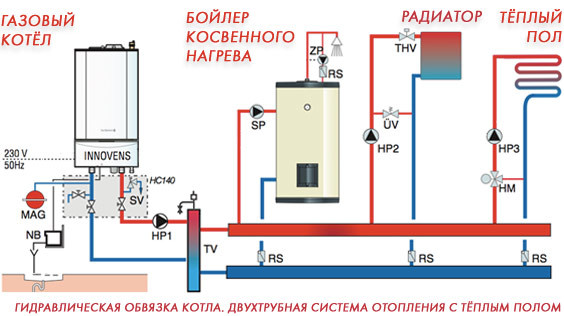 ГАЗОВЫЙ
КОТЁЛ
БОЙЛЕР
КОСВЕННОГО
НАГРЕВА
РАДИАТОР
ТЁПЛЫЙ
ПОЛ
ZP
RS
THV
INNOVENS
230 V
50Hz
HC140
SP
ÜV
HP2
HP3
HM
MAG
SV
NB
HP1
TV
RS
RS
RS
ГИДРАВЛИЧЕСКАЯ ОБВЯЗКА КОТЛА. ДВУХТРУБНАЯ СИСТЕМА ОТОПЛЕНИЯ С ТЁПЛЫМ ПОЛОМ